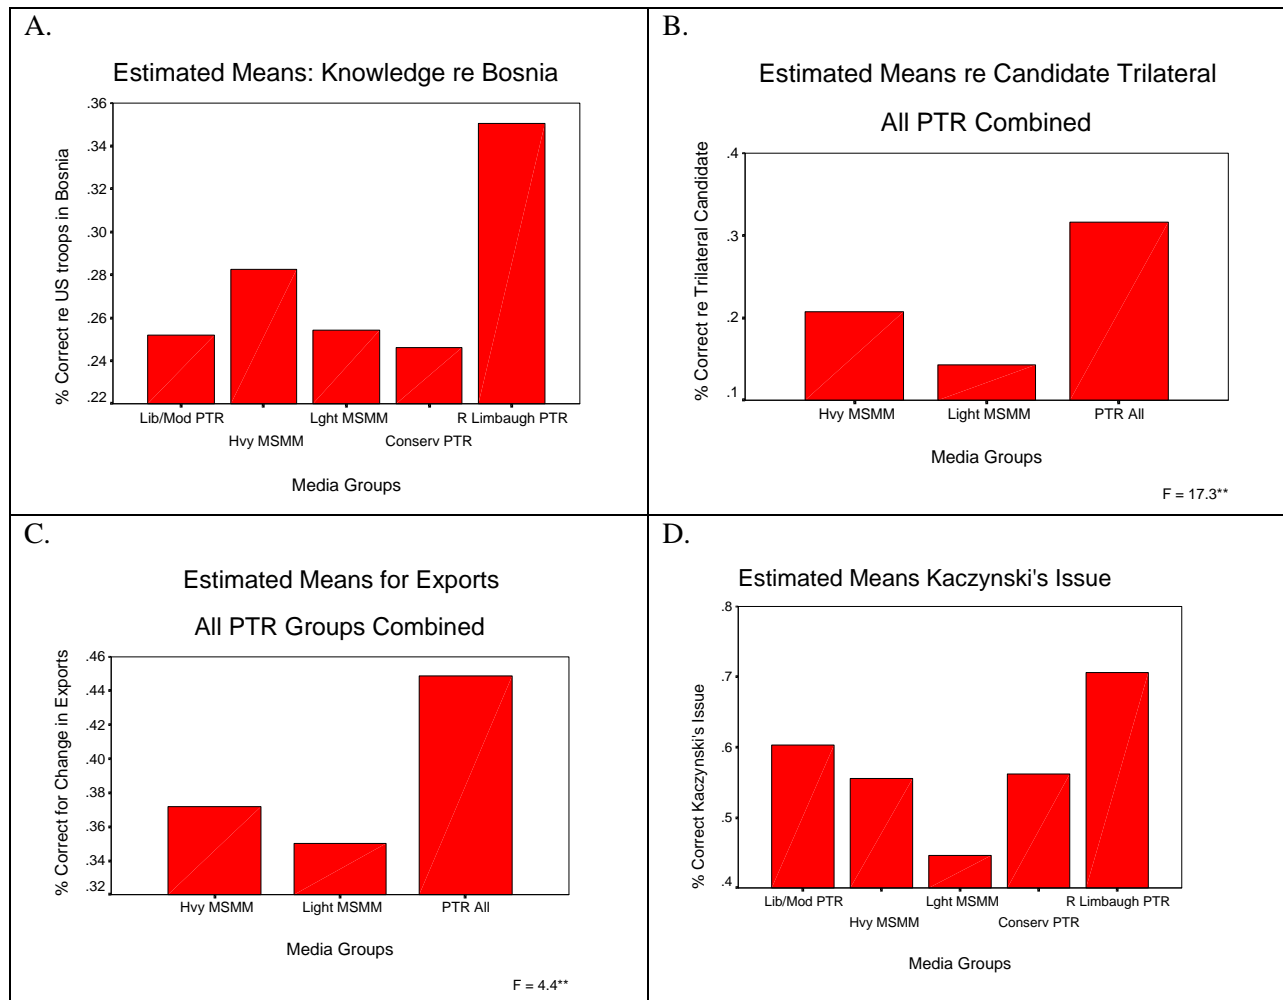 A.
Estimated Means: Knowledge re Bosnia
% Correct re US troops in Bosnia
.36
.34
.32
.30
.28
.26
.24
.22
Lib/Mod PTR
Hvy MSMM
Lght MSMM
Conserv PTR
R Limbaugh PTR
Media Groups
B.
Estimated Means re Candidate Trilateral
All PTR Combined
% Correct re Trilateral Candidate
.4
.3
.2
.1
Hvy MSMM
Light MSMM
PTR All
Media Groups
F = 17.3**
C.
Estimated Means for Exports
All PTR Groups Combined
% Correct for Change in Exports
.46
.44
.42
.40
.38
.36
.34
.32
Hvy MSMM
Light MSMM
PTR All
Media Groups
F = 4.4**
D.
Estimated Means Kaczynski's Issue
% Correct Kaczynski's Issue
.8
.7
.6
.5
.4
Lib/Mod PTR
Hvy MSMM
Lght MSMM
Conserv PTR
R Limbaugh PTR
Media Groups